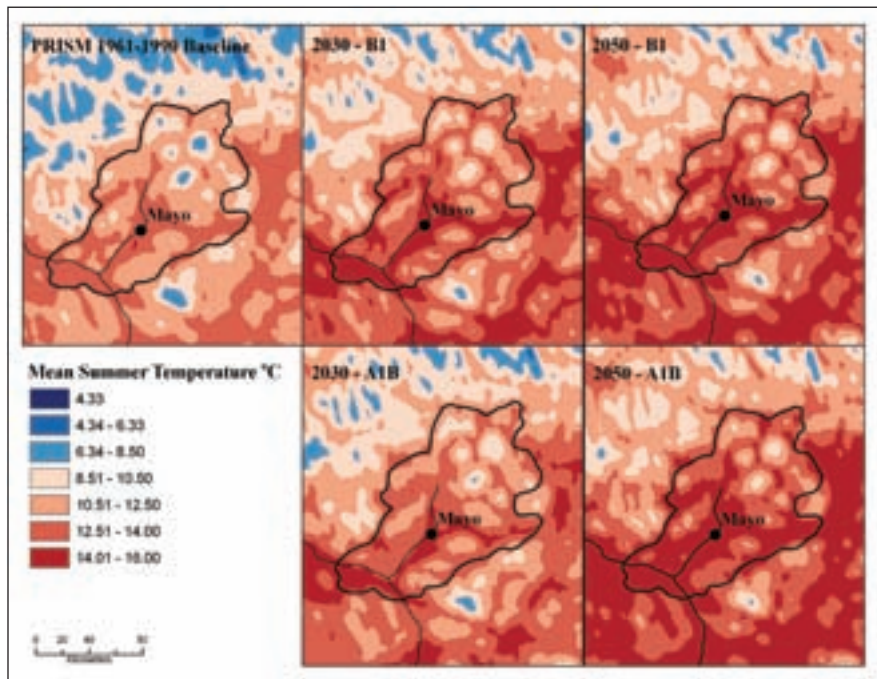 PRISM 1961-1990 Baseline
2030 - B1
2050 - B1
Mayo
Mayo
Mayo
Mean Summer Temperature °C
4.33
4.34 - 6.33
6.34 - 8.50
8.51 - 10.50
10.51 - 12.50
12.51 - 14.00
14.01 - 16.00
0 20 40
Kilometers
2030 - A1B
2050 - A1B
Mayo
Mayo